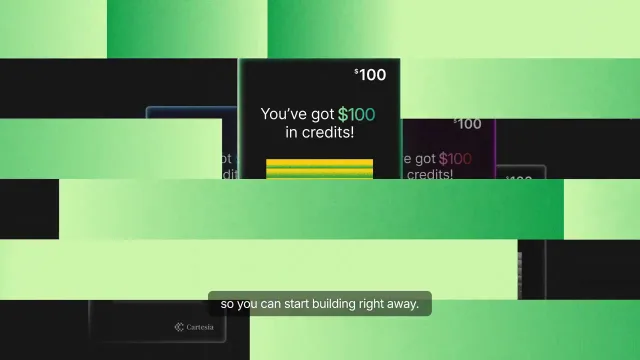 $100
You've got $100
in credits!
$100
ve got $100
credits!
so you can start building right away.
Cartesia